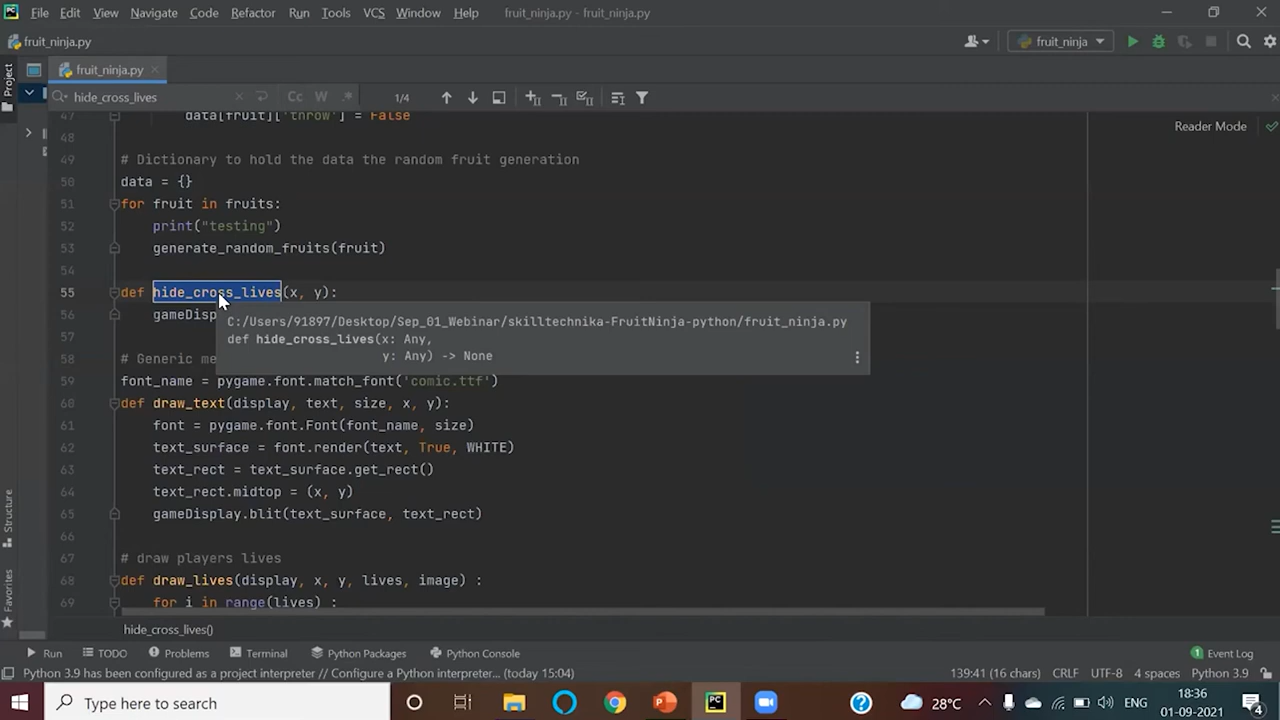 File Edit View Navigate Code Refactor Run Tools VCS Window Help fruit_ninja.py - fruit_ninja.py
fruit_ninja.py fruit_ninja
Project fruit_ninja.py
hide_cross_lives Cc W .* 1/4
Reader Mode
47 data[fruit]['throw'] = False
48
49 # Dictionary to hold the data the random fruit generation
50 data = {}
51 for fruit in fruits:
52 print("testing")
53 generate_random_fruits(fruit)
54
55 def hide_cross_lives(x, y):
56 gameDisp
C:/Users/91897/Desktop/Sep_01_Webinar/skilltechnika-FruitNinja-python/fruit_ninja.py
def hide_cross_lives(x: Any,
y: Any) -> None
58 # Generic me
59 font_name = pygame.font.match_font('comic.ttf')
60 def draw_text(display, text, size, x, y):
61 font = pygame.font.Font(font_name, size)
62 text_surface = font.render(text, True, WHITE)
63 text_rect = text_surface.get_rect()
64 text_rect.midtop = (x, y)
65 gameDisplay.blit(text_surface, text_rect)
66
67 # draw players lives
68 def draw_lives(display, x, y, lives, image) :
69 for i in range(lives) :
Structure
Favorites
hide_cross_lives()
Run TODO Problems Terminal Python Packages Python Console 1 Event Log
Python 3.9 has been configured as a project interpreter // Configure a Python interpreter... (today 15:04) 139:41 (16 chars) CRLF UTF-8 4 spaces Python 3.9
Type here to search 28°C ENG 18:36 01-09-2021 4